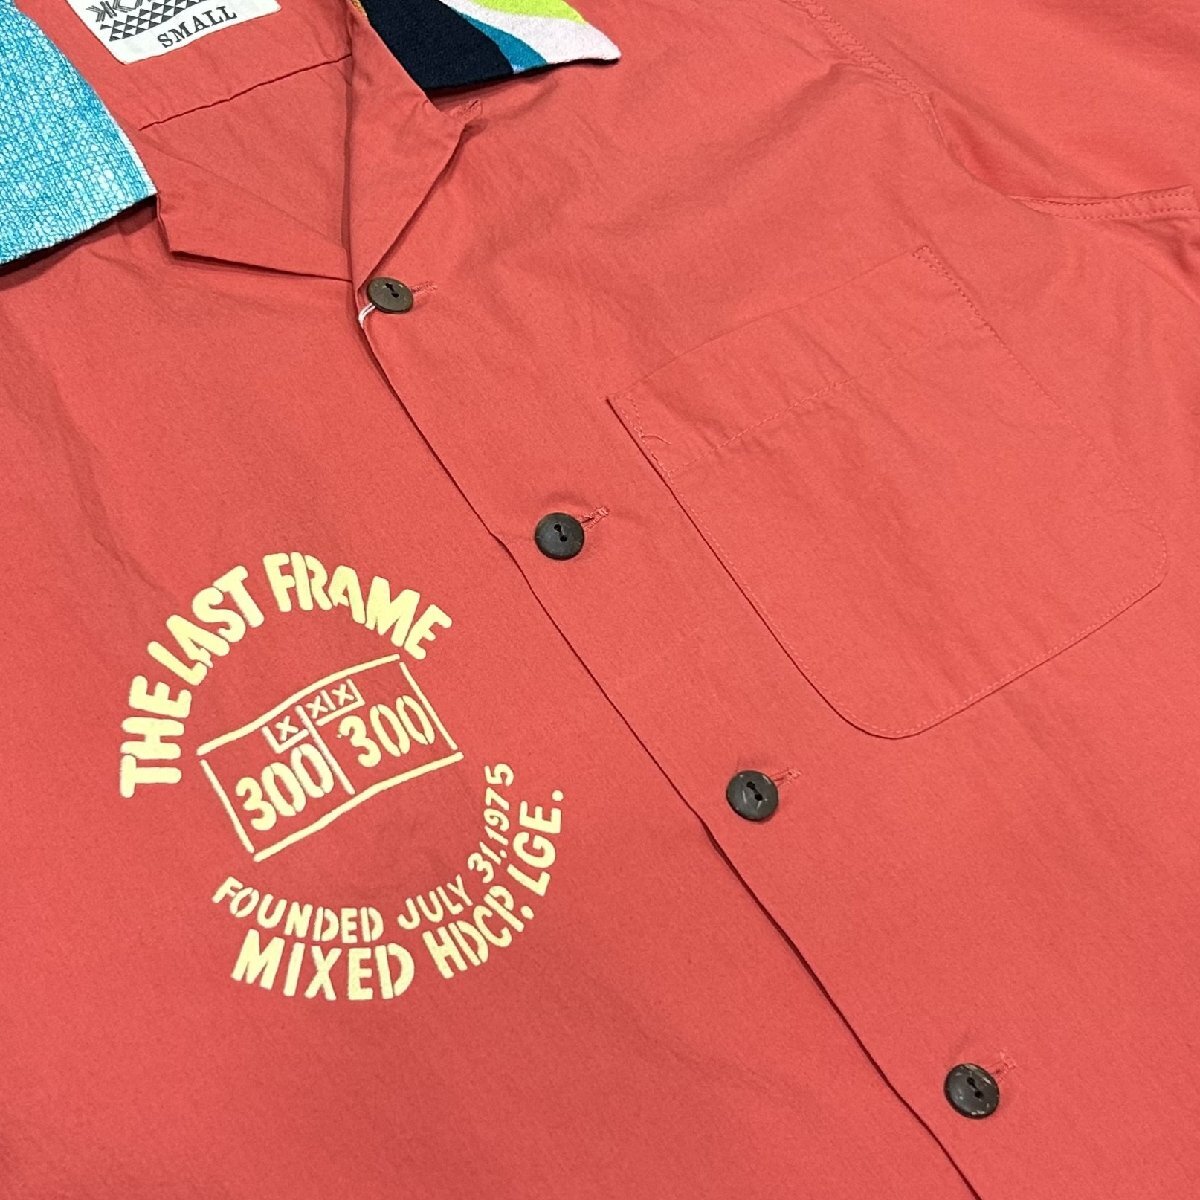 SMALL
THE LAST FRAME
X X X
300 300
FOUNDED JULY 31, 1975
MIXED HDCP. LGE.